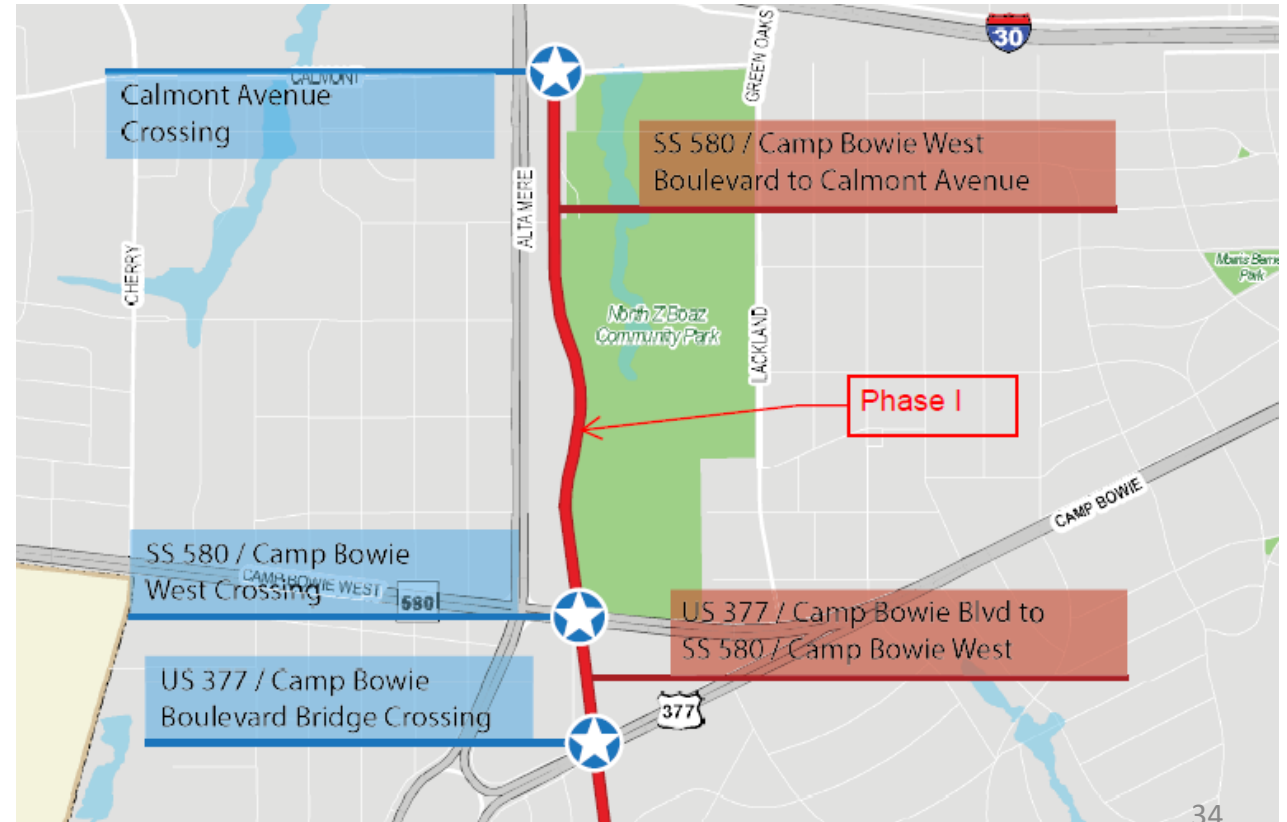 30
GREEN OAKS
CALMONT
Calmont Avenue
Crossing
SS 580 / Camp Bowie West
Boulevard to Calmont Avenue
ALTA MERE
CHERRY
North Z Boaz
Community Park
LACKLAND
Park
Phase I
CAMP BOWIE
SS 580 / Camp Bowie
West Crossing
CAMP BOWIE WEST
580
US 377 / Camp Bowie Blvd to
SS 580 / Camp Bowie West
US 377 / Camp Bowie
Boulevard Bridge Crossing
377
34